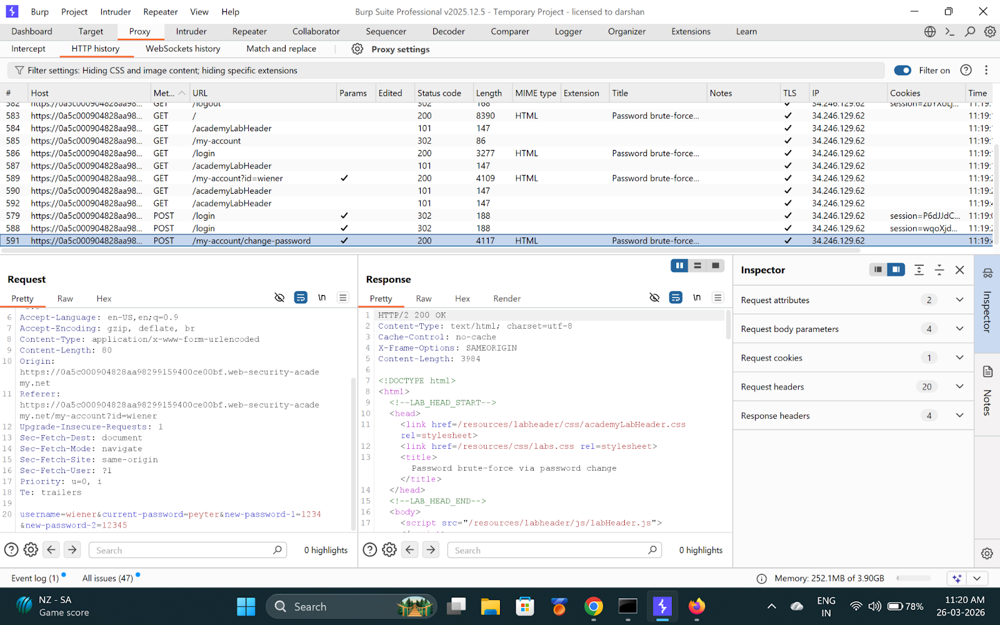 Burp Project Intruder Repeater View Help Burp Suite Professional v2025.12.5 - Temporary Project - licensed to darshan
Dashboard Target Proxy Intruder Repeater Collaborator Sequencer Decoder Comparer Logger Organizer Extensions Learn
Intercept HTTP history WebSockets history Match and replace Proxy settings
Filter settings: Hiding CSS and image content; hiding specific extensions Filter on
# Host Met... URL Params Edited Status code Length MIME type Extension Title Notes TLS IP Cookies Time
582 https://0a5c000904828aa98... GET /logout 302 168 ✓ 34.246.129.62 session=zbYXoLJ... 11:19:
583 https://0a5c000904828aa98... GET / 200 8390 HTML Password brute-force... ✓ 34.246.129.62 11:19:
584 https://0a5c000904828aa98... GET /academyLabHeader 101 147 ✓ 34.246.129.62 11:19:
585 https://0a5c000904828aa98... GET /my-account 302 86 ✓ 34.246.129.62 11:19:
586 https://0a5c000904828aa98... GET /login 200 3277 HTML Password brute-force... ✓ 34.246.129.62 11:19:
587 https://0a5c000904828aa98... GET /academyLabHeader 101 147 ✓ 34.246.129.62 11:19:
589 https://0a5c000904828aa98... GET /my-account?id=wiener ✓ 200 4109 HTML Password brute-force... ✓ 34.246.129.62 11:19:
590 https://0a5c000904828aa98... GET /academyLabHeader 101 147 ✓ 34.246.129.62 11:19:
592 https://0a5c000904828aa98... GET /academyLabHeader 101 147 ✓ 34.246.129.62 11:19:
579 https://0a5c000904828aa98... POST /login ✓ 302 188 ✓ 34.246.129.62 session=P6dJJdC... 11:19:
588 https://0a5c000904828aa98... POST /login ✓ 302 188 ✓ 34.246.129.62 session=wqoXjd... 11:19:
591 https://0a5c000904828aa98... POST /my-account/change-password ✓ 200 4117 HTML Password brute-force... ✓ 34.246.129.62 11:19:
Request
Pretty Raw Hex \n
6 Accept-Language: en-US,en;q=0.9
7 Accept-Encoding: gzip, deflate, br
8 Content-Type: application/x-www-form-urlencoded
9 Content-Length: 80
10 Origin:
https://0a5c000904828aa98299159400ce00bf.web-security-acade
my.net
11 Referer:
https://0a5c000904828aa98299159400ce00bf.web-security-acade
my.net/my-account?id=wiener
12 Upgrade-Insecure-Requests: 1
13 Sec-Fetch-Dest: document
14 Sec-Fetch-Mode: navigate
15 Sec-Fetch-Site: same-origin
16 Sec-Fetch-User: ?1
17 Priority: u=0, i
18 Te: trailers
19
20 username=wiener&current-password=peyter&new-password-1=1234
&new-password-2=12345
Search 0 highlights
Response
Pretty Raw Hex Render \n
1 HTTP/2 200 OK
2 Content-Type: text/html; charset=utf-8
3 Cache-Control: no-cache
4 X-Frame-Options: SAMEORIGIN
5 Content-Length: 3984
6
7 <!DOCTYPE html>
8 <html>
9 <!--LAB_HEAD_START-->
10 <head>
11 <link href=/resources/labheader/css/academyLabHeader.css
rel=stylesheet>
12 <link href=/resources/css/labs.css rel=stylesheet>
13 <title>
Password brute-force via password change
</title>
14 </head>
15 <!--LAB_HEAD_END-->
16 <body>
17 <script src="/resources/labheader/js/labHeader.js">
Search 0 highlights
Inspector
Request attributes 2
Request body parameters 4
Request cookies 1
Request headers 20
Response headers 4
Inspector
Notes
Event log (1) All issues (47) Memory: 252.1MB of 3.90GB
NZ - SA
Game score
Search
ENG
IN
78%
11:20 AM
26-03-2026